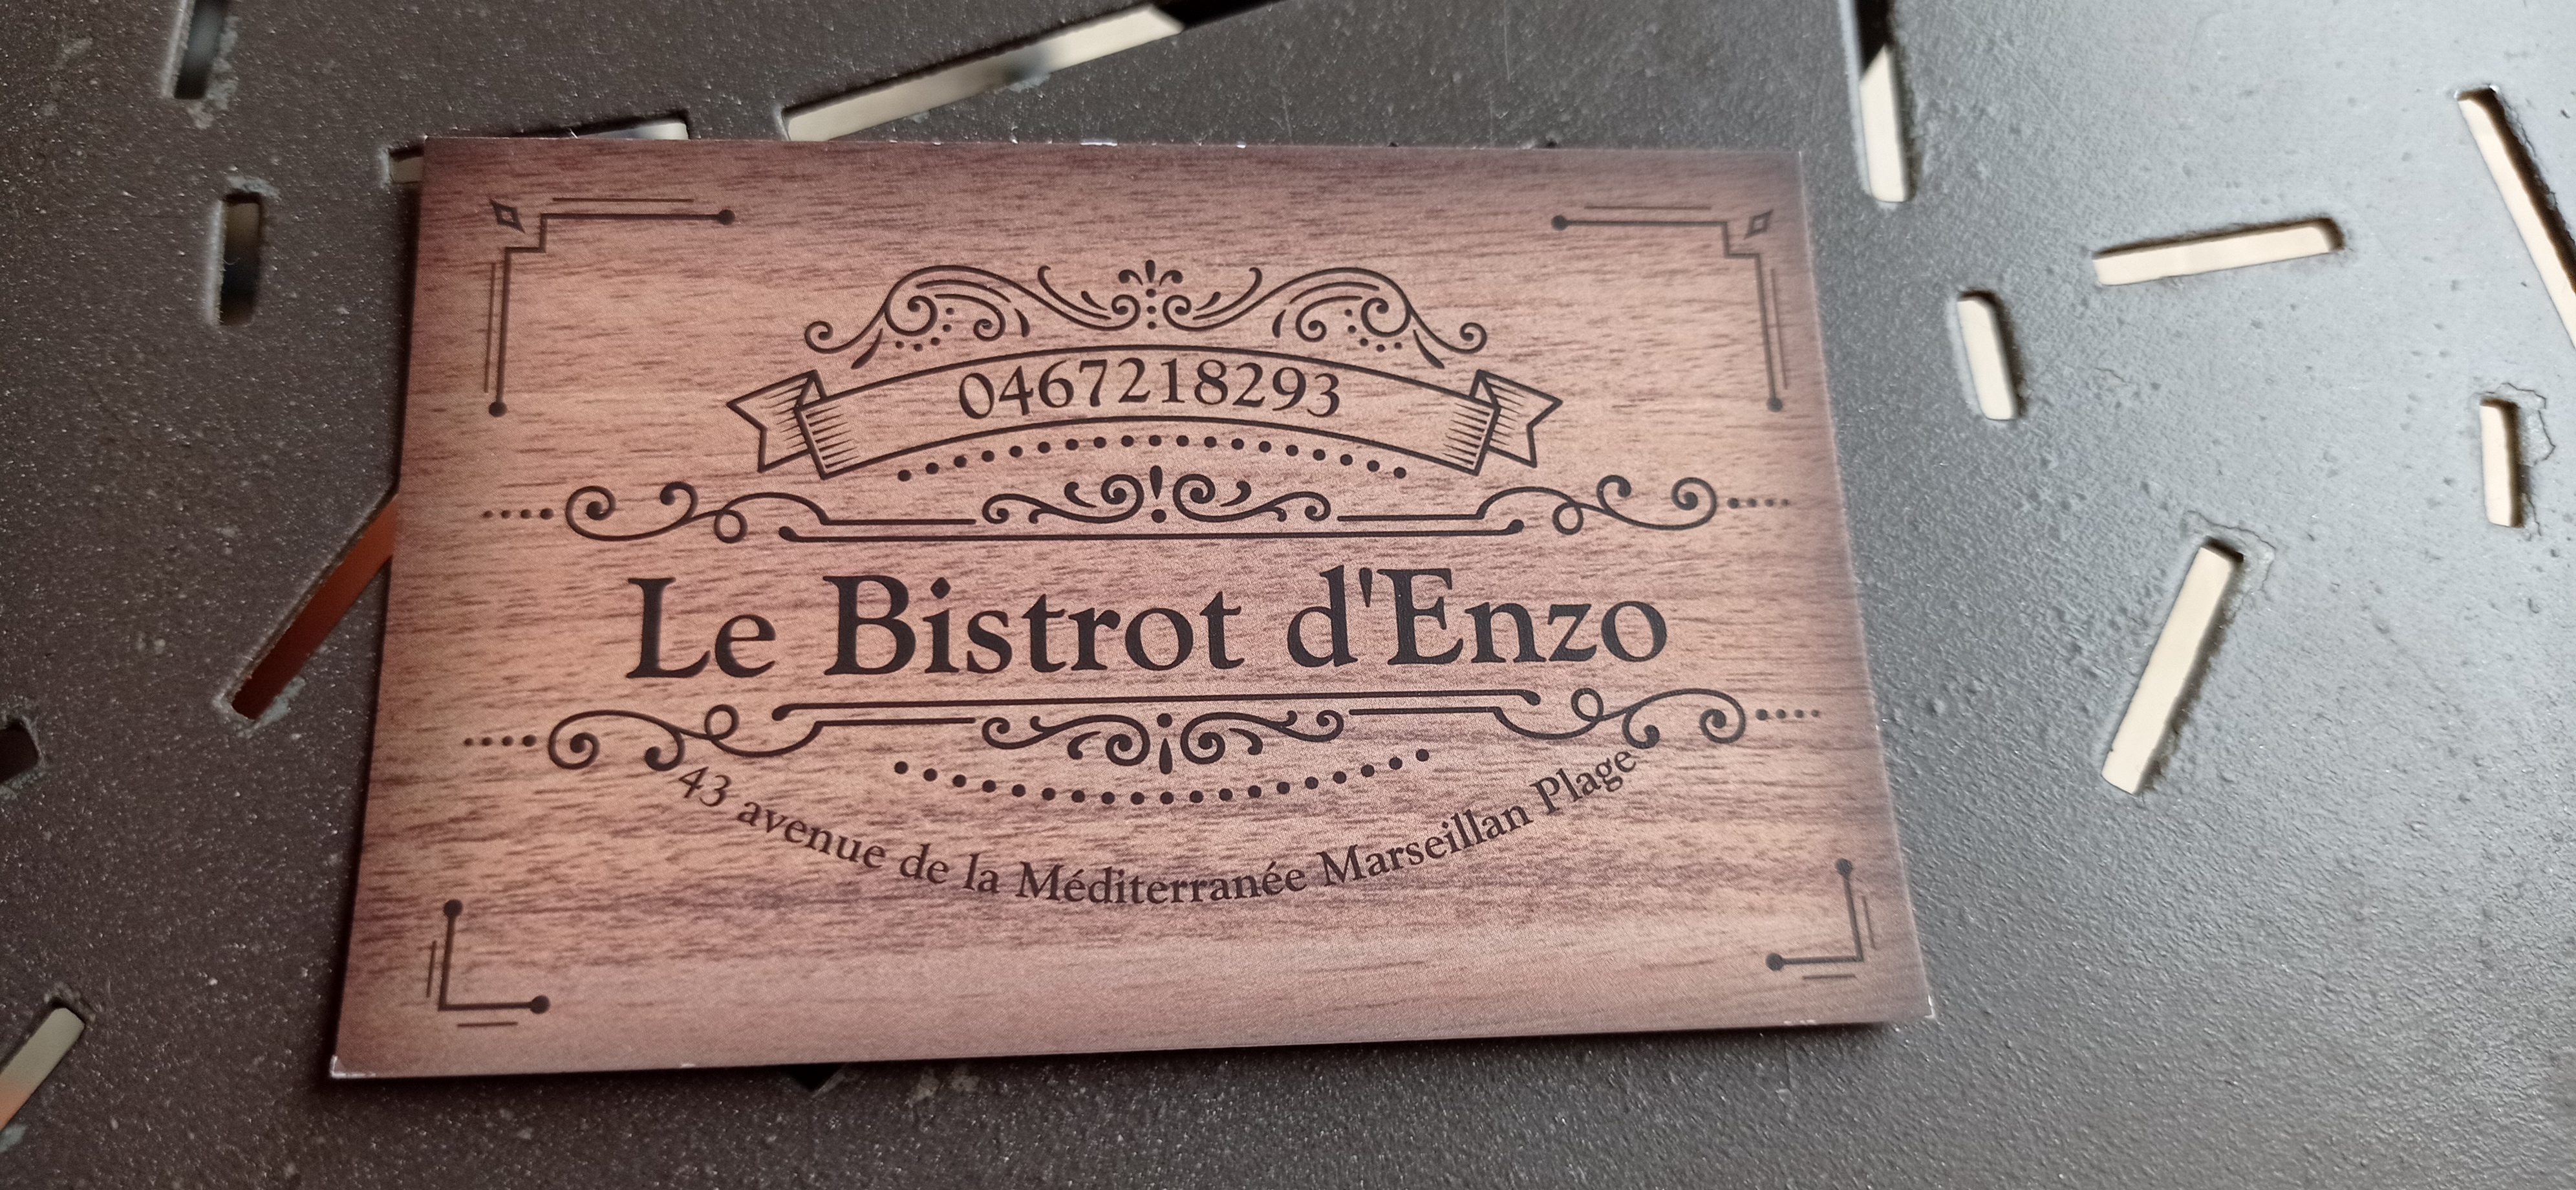 0467218293
Le Bistrot d'Enzo
43 avenue de la Méditerranée Marseillan Plage